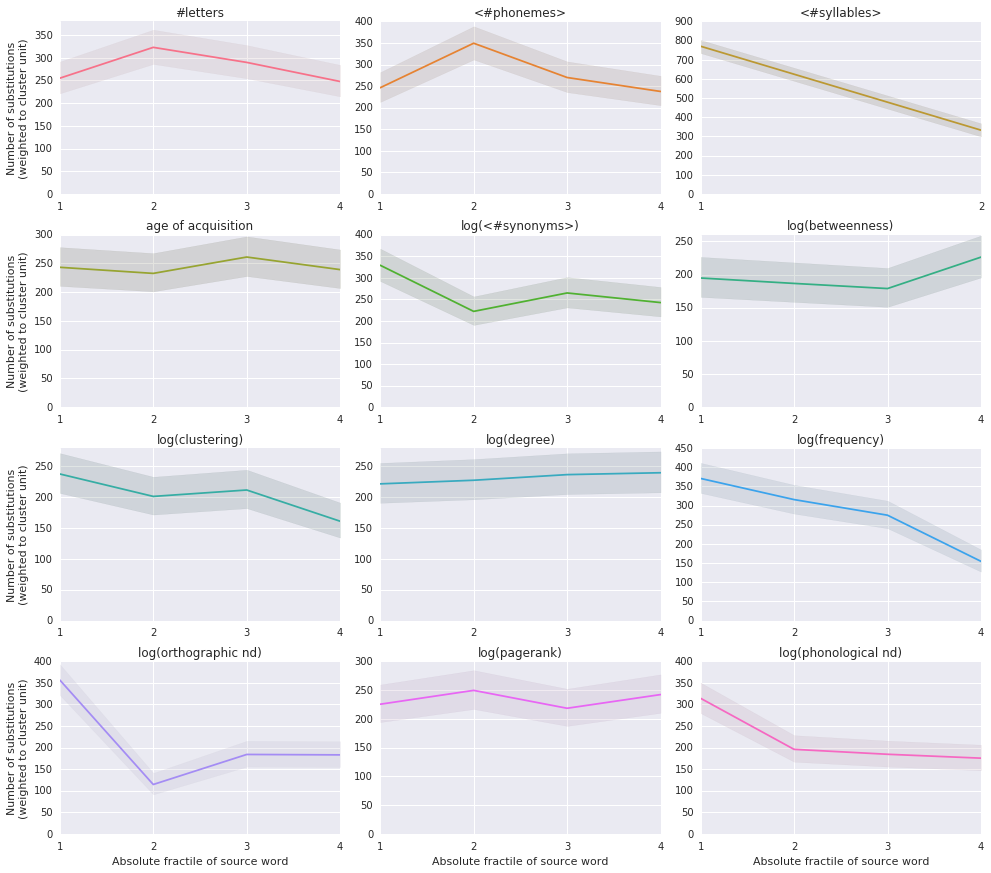 #letters
<#phonemes>
<#syllables>
Number of substitutions
(weighted to cluster unit)
350
300
250
200
150
100
50
0
1 2 3 4
400
350
300
250
200
150
100
50
0
1 2 3 4
900
800
700
600
500
400
300
200
100
0
1 2
age of acquisition
log(<#synonyms>)
log(betweenness)
Number of substitutions
(weighted to cluster unit)
300
250
200
150
100
50
0
1 2 3 4
400
350
300
250
200
150
100
50
0
1 2 3 4
250
200
150
100
50
0
1 2 3 4
log(clustering)
log(degree)
log(frequency)
Number of substitutions
(weighted to cluster unit)
250
200
150
100
50
0
1 2 3 4
250
200
150
100
50
0
1 2 3 4
450
400
350
300
250
200
150
100
50
0
1 2 3 4
log(orthographic nd)
log(pagerank)
log(phonological nd)
Number of substitutions
(weighted to cluster unit)
400
350
300
250
200
150
100
50
0
1 2 3 4
Absolute fractile of source word
300
250
200
150
100
50
0
1 2 3 4
Absolute fractile of source word
400
350
300
250
200
150
100
50
0
1 2 3 4
Absolute fractile of source word